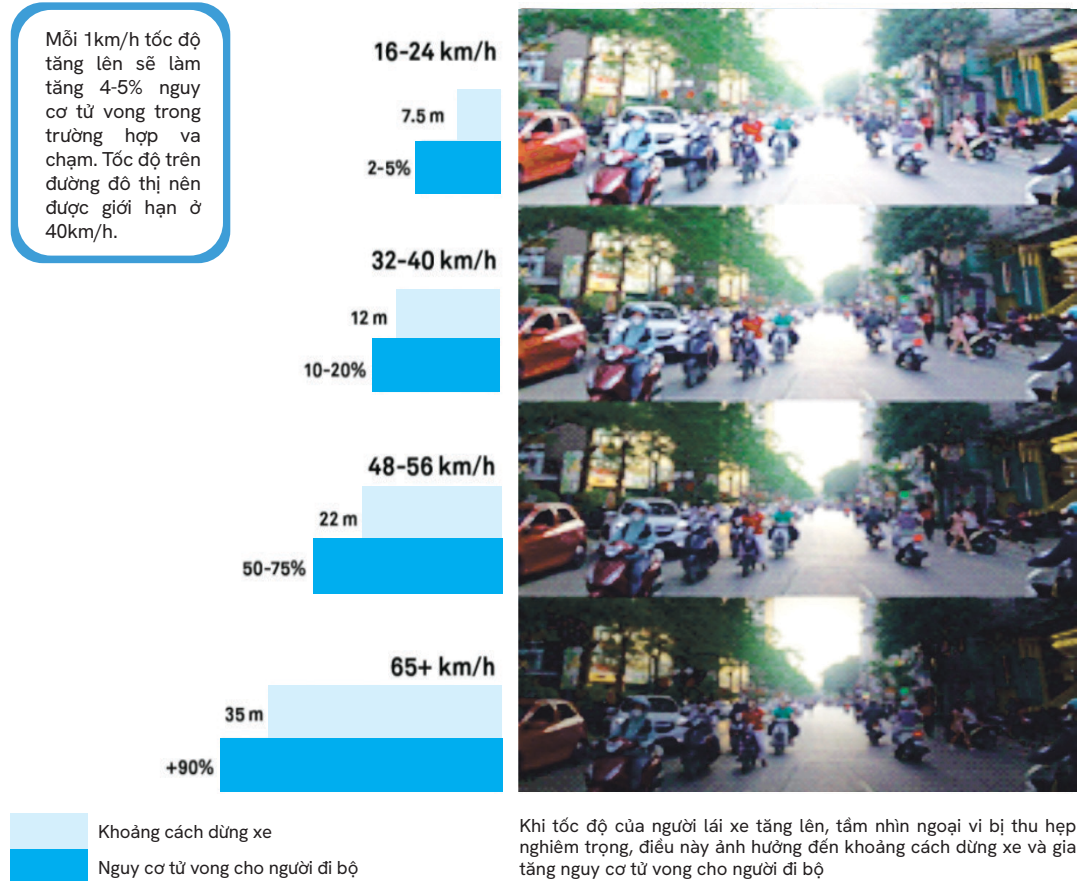 Mỗi 1km/h tốc độ
tăng lên sẽ làm
tăng 4-5% nguy
cơ tử vong trong
trường hợp va
chạm. Tốc độ trên
đường đô thị nên
được giới hạn ở
40km/h.
16-24 km/h
7.5 m
2-5%
32-40 km/h
12 m
10-20%
48-56 km/h
22 m
50-75%
65+ km/h
35 m
+90%
Khoảng cách dừng xe
Nguy cơ tử vong cho người đi bộ
Khi tốc độ của người lái xe tăng lên, tầm nhìn ngoại vi bị thu hẹp
nghiêm trọng, điều này ảnh hưởng đến khoảng cách dừng xe và gia
tăng nguy cơ tử vong cho người đi bộ